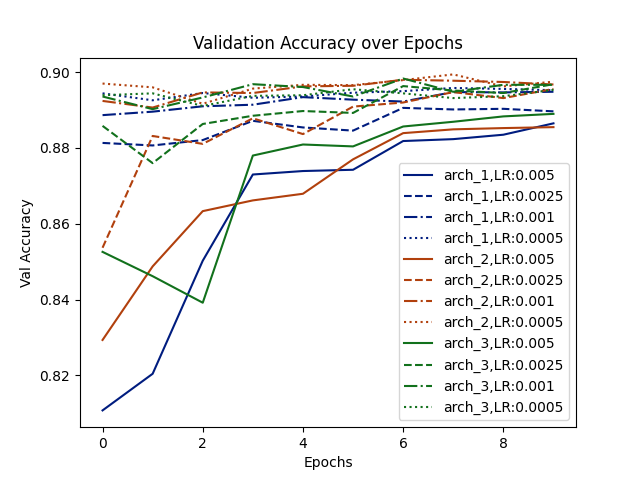 Validation Accuracy over Epochs
0.90
0.88
0.86
0.84
0.82
Val Accuracy
0
2
4
6
8
Epochs
arch_1,LR:0.005
arch_1,LR:0.0025
arch_1,LR:0.001
arch_1,LR:0.0005
arch_2,LR:0.005
arch_2,LR:0.0025
arch_2,LR:0.001
arch_2,LR:0.0005
arch_3,LR:0.005
arch_3,LR:0.0025
arch_3,LR:0.001
arch_3,LR:0.0005